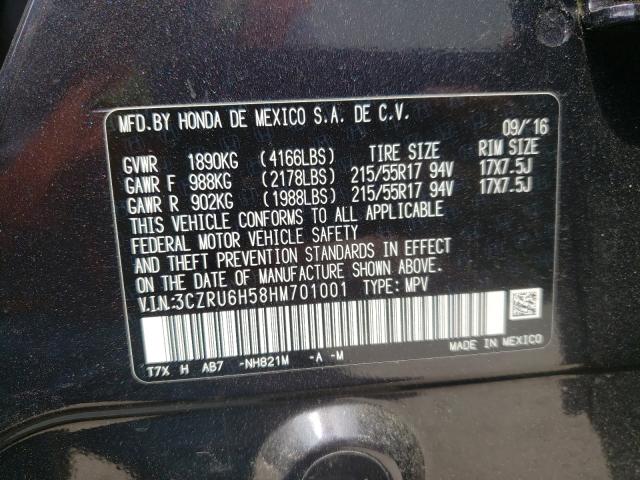 MFD.BY HONDA DE MEXICO S.A. DE C.V. 09/'16
GVWR 1890KG (4166LBS) TIRE SIZE RIM SIZE
GAWR F 988KG (2178LBS) 215/55R17 94V 17X7.5J
GAWR R 902KG (1988LBS) 215/55R17 94V 17X7.5J
THIS VEHICLE CONFORMS TO ALL APPLICABLE
FEDERAL MOTOR VEHICLE SAFETY
AND THEFT PREVENTION STANDARDS IN EFFECT
ON THE DATE OF MANUFACTURE SHOWN ABOVE.
V.I.N.:3CZRU6H58HM701001 TYPE: MPV
T7X H AB7 -NH821M -A -M MADE IN MEXICO